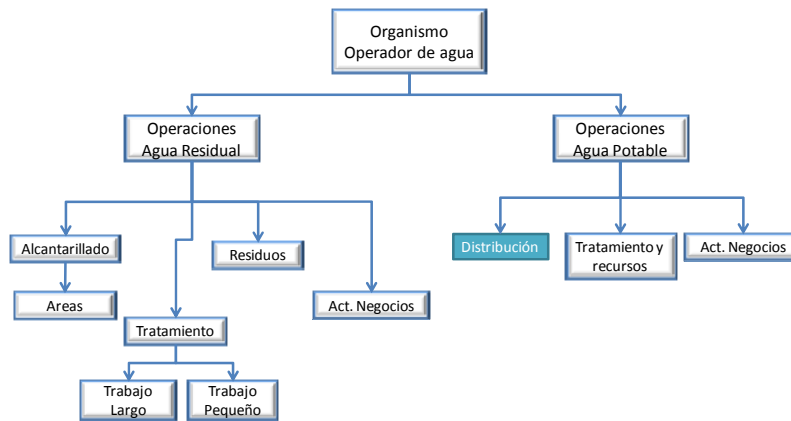 Organismo
Operador de agua
Operaciones
Agua Residual
Operaciones
Agua Potable
Alcantarillado
Residuos
Distribución
Tratamiento y
recursos
Act. Negocios
Areas
Act. Negocios
Tratamiento
Trabajo
Largo
Trabajo
Pequeño